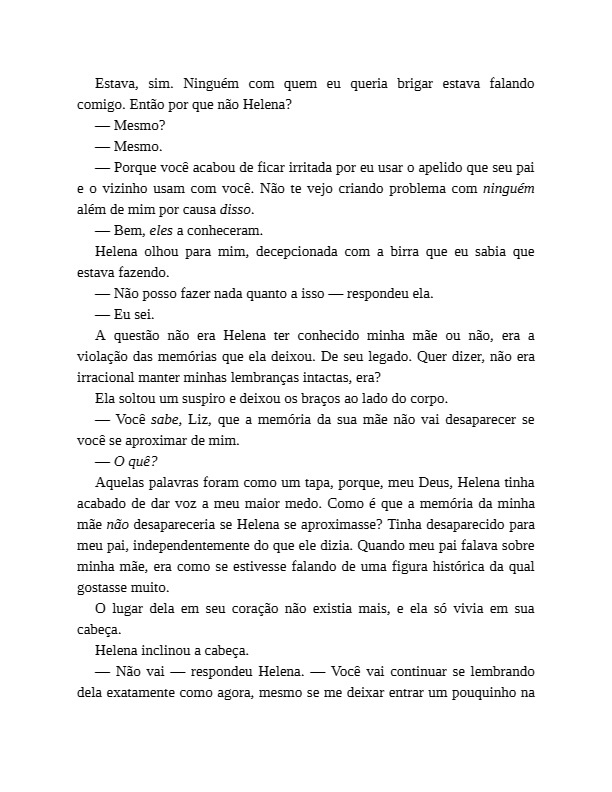 Estava, sim. Ninguém com quem eu queria brigar estava falando
comigo. Então por que não Helena?
— Mesmo?
— Mesmo.
— Porque você acabou de ficar irritada por eu usar o apelido que seu pai
e o vizinho usam com você. Não te vejo criando problema com ninguém
além de mim por causa disso.
— Bem, eles a conheceram.
Helena olhou para mim, decepcionada com a birra que eu sabia que
estava fazendo.
— Não posso fazer nada quanto a isso — respondeu ela.
— Eu sei.
A questão não era Helena ter conhecido minha mãe ou não, era a
violação das memórias que ela deixou. De seu legado. Quer dizer, não era
irracional manter minhas lembranças intactas, era?
Ela soltou um suspiro e deixou os braços ao lado do corpo.
— Você sabe, Liz, que a memória da sua mãe não vai desaparecer se
você se aproximar de mim.
— O quê?
Aquelas palavras foram como um tapa, porque, meu Deus, Helena tinha
acabado de dar voz a meu maior medo. Como é que a memória da minha
mãe não desapareceria se Helena se aproximasse? Tinha desaparecido para
meu pai, independentemente do que ele dizia. Quando meu pai falava sobre
minha mãe, era como se estivesse falando de uma figura histórica da qual
gostasse muito.
O lugar dela em seu coração não existia mais, e ela só vivia em sua
cabeça.
Helena inclinou a cabeça.
— Não vai — respondeu Helena. — Você vai continuar se lembrando
dela exatamente como agora, mesmo se me deixar entrar um pouquinho na